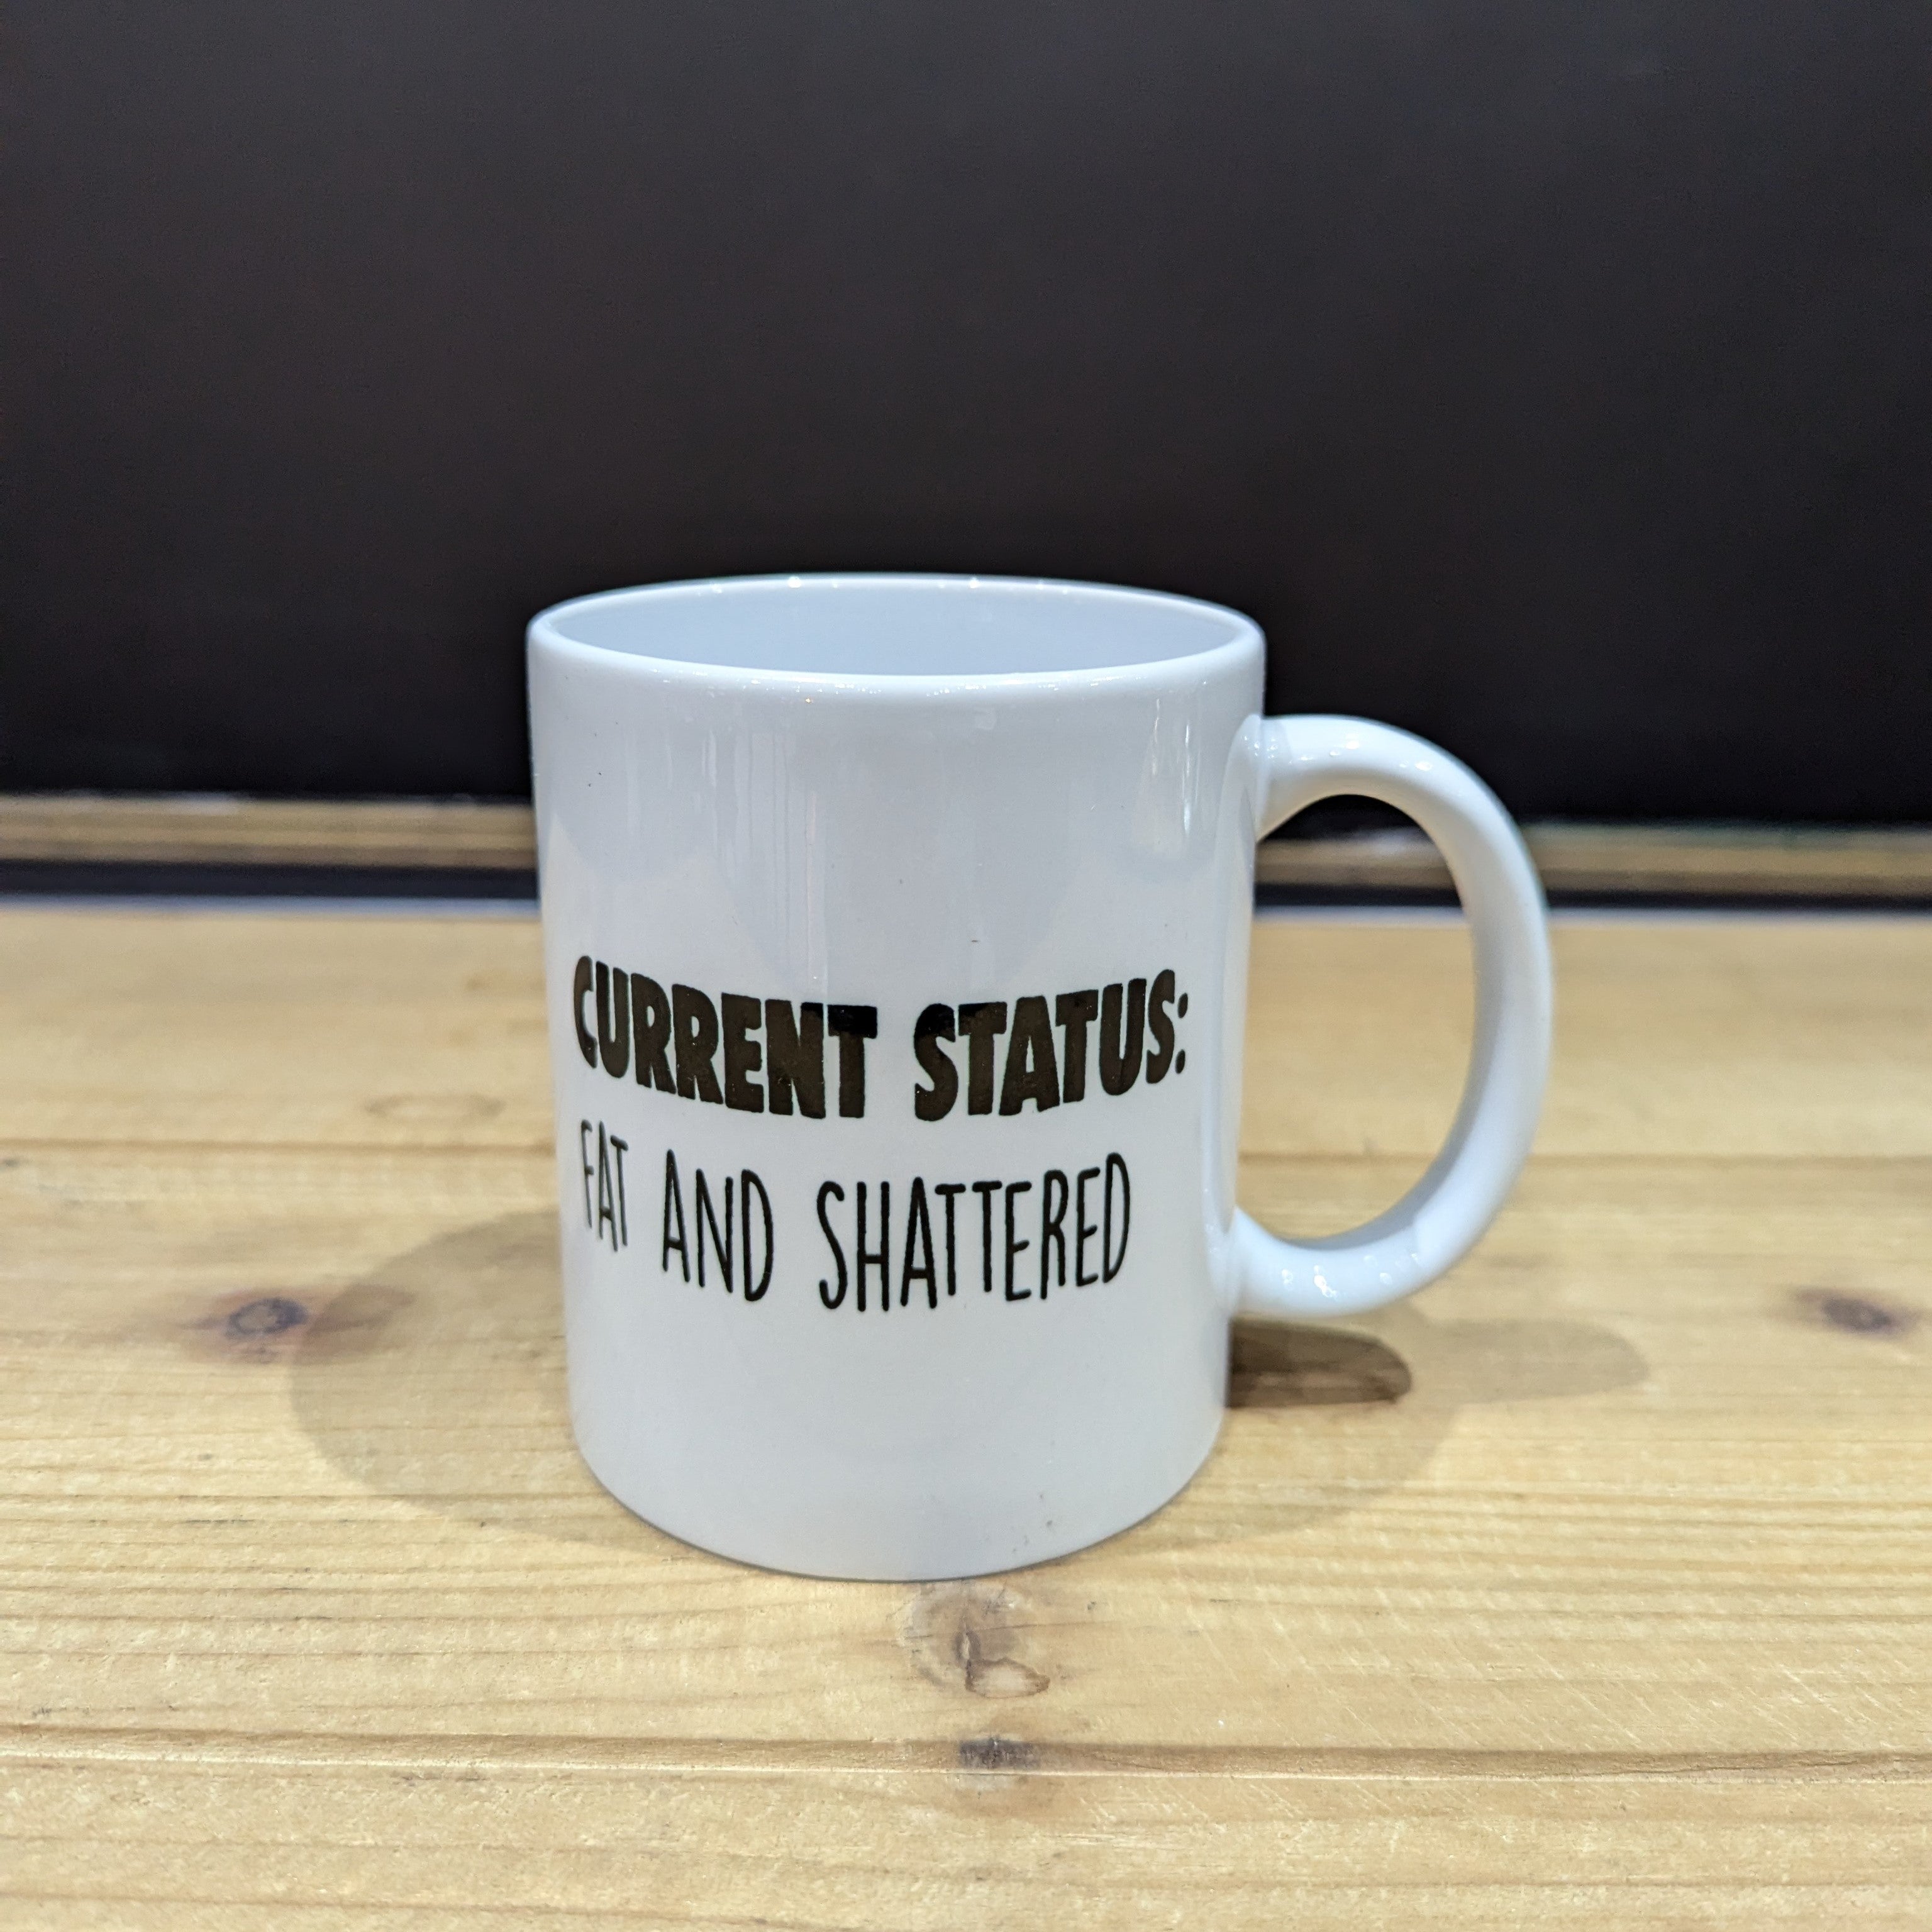 CURRENT STATUS:
FAT AND SHATTERED